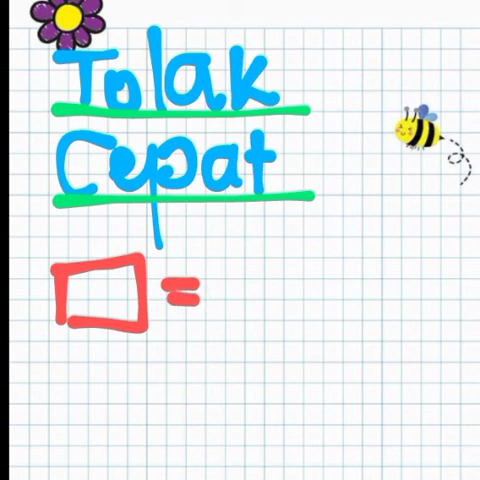 Tolak
Cepat
□ =